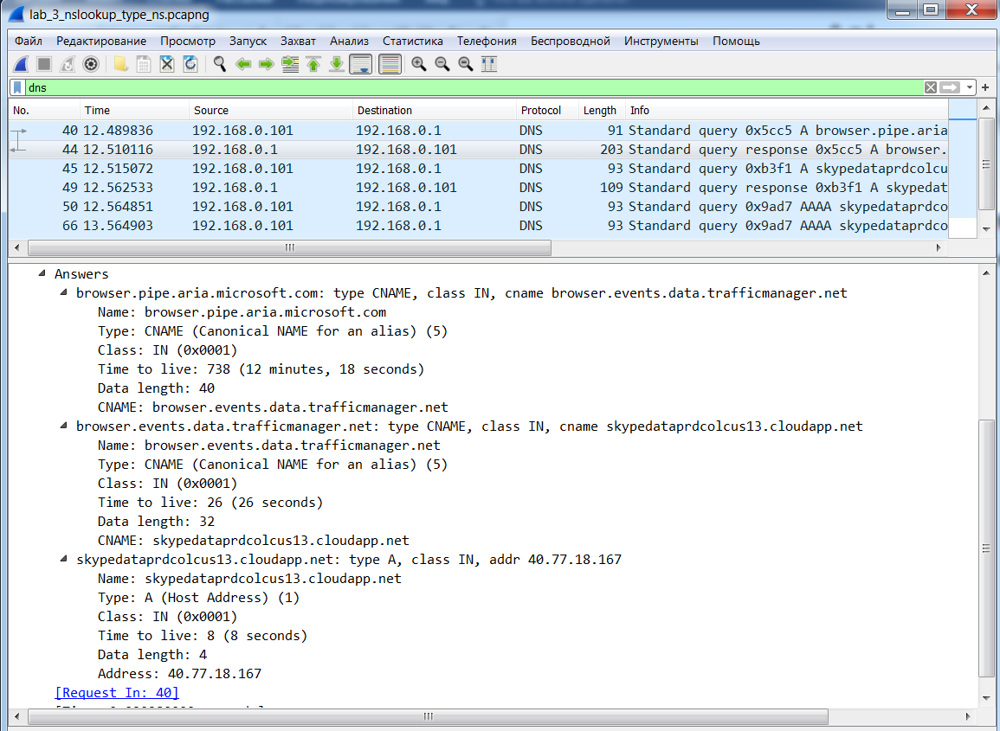 lab_3_nslookup_type_ns.pcapng
Файл Редактирование Просмотр Запуск Захват Анализ Статистика Телефония Беспроводной Инструменты Помощь
dns
No. Time Source Destination Protocol Length Info
40 12.489836 192.168.0.101 192.168.0.1 DNS 91 Standard query 0x5cc5 A browser.pipe.aria
44 12.510116 192.168.0.1 192.168.0.101 DNS 203 Standard query response 0x5cc5 A browser.
45 12.515072 192.168.0.101 192.168.0.1 DNS 93 Standard query 0xb3f1 A skypedataprdcolcu
49 12.562533 192.168.0.1 192.168.0.101 DNS 109 Standard query response 0xb3f1 A skypedat
50 12.564851 192.168.0.101 192.168.0.1 DNS 93 Standard query 0x9ad7 AAAA skypedataprdco
66 13.564903 192.168.0.101 192.168.0.1 DNS 93 Standard query 0x9ad7 AAAA skypedataprdco
Answers
browser.pipe.aria.microsoft.com: type CNAME, class IN, cname browser.events.data.trafficmanager.net
Name: browser.pipe.aria.microsoft.com
Type: CNAME (Canonical NAME for an alias) (5)
Class: IN (0x0001)
Time to live: 738 (12 minutes, 18 seconds)
Data length: 40
CNAME: browser.events.data.trafficmanager.net
browser.events.data.trafficmanager.net: type CNAME, class IN, cname skypedataprdcolcus13.cloudapp.net
Name: browser.events.data.trafficmanager.net
Type: CNAME (Canonical NAME for an alias) (5)
Class: IN (0x0001)
Time to live: 26 (26 seconds)
Data length: 32
CNAME: skypedataprdcolcus13.cloudapp.net
skypedataprdcolcus13.cloudapp.net: type A, class IN, addr 40.77.18.167
Name: skypedataprdcolcus13.cloudapp.net
Type: A (Host Address) (1)
Class: IN (0x0001)
Time to live: 8 (8 seconds)
Data length: 4
Address: 40.77.18.167
[Request In: 40]